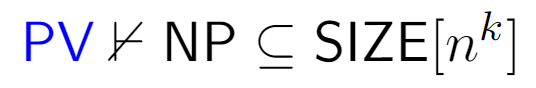 PV ⊬ NP ⊆ SIZE[n^k]